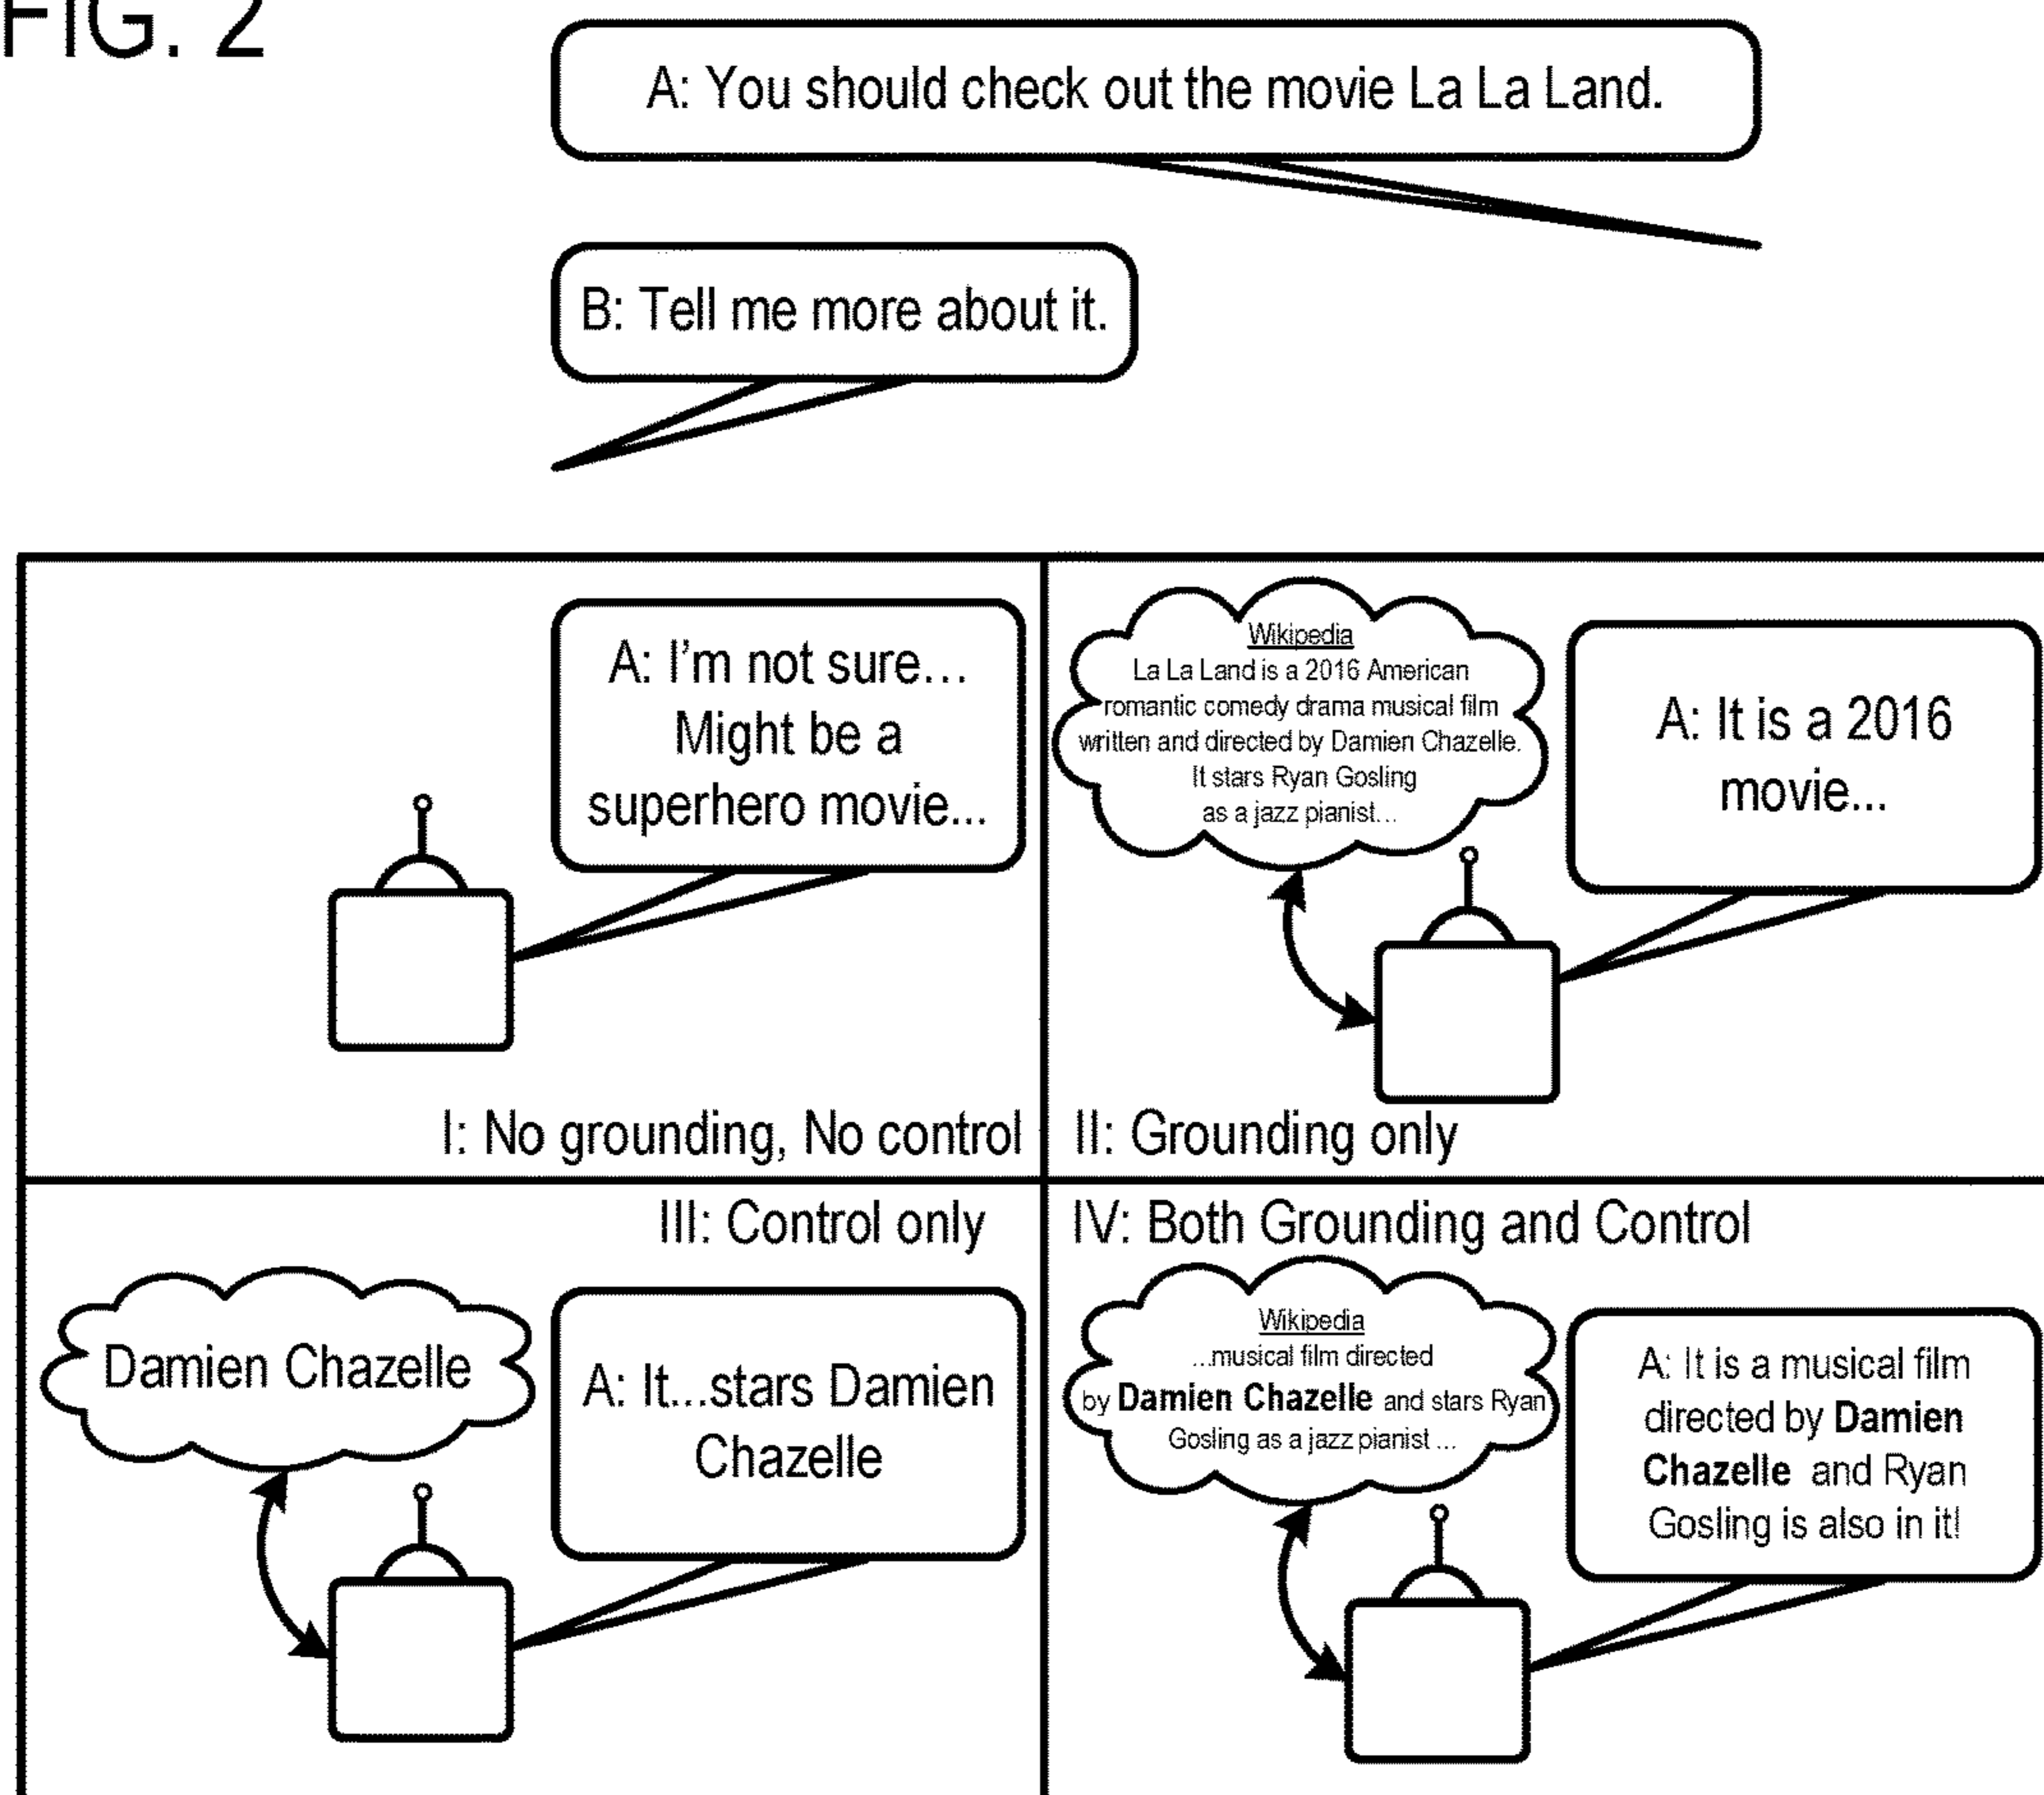 FIG. 2
A: You should check out the movie La La Land.
B: Tell me more about it.
A: I'm not sure...
Might be a
superhero movie...
I: No grounding, No control
Wikipedia
La La Land is a 2016 American
romantic comedy drama musical film
written and directed by Damien Chazelle.
It stars Ryan Gosling
as a jazz pianist...
A: It is a 2016
movie...
II: Grounding only
III: Control only
Damien Chazelle
A: It...stars Damien
Chazelle
IV: Both Grounding and Control
Wikipedia
...musical film directed
by Damien Chazelle and stars Ryan
Gosling as a jazz pianist ...
A: It is a musical film
directed by Damien
Chazelle and Ryan
Gosling is also in it!